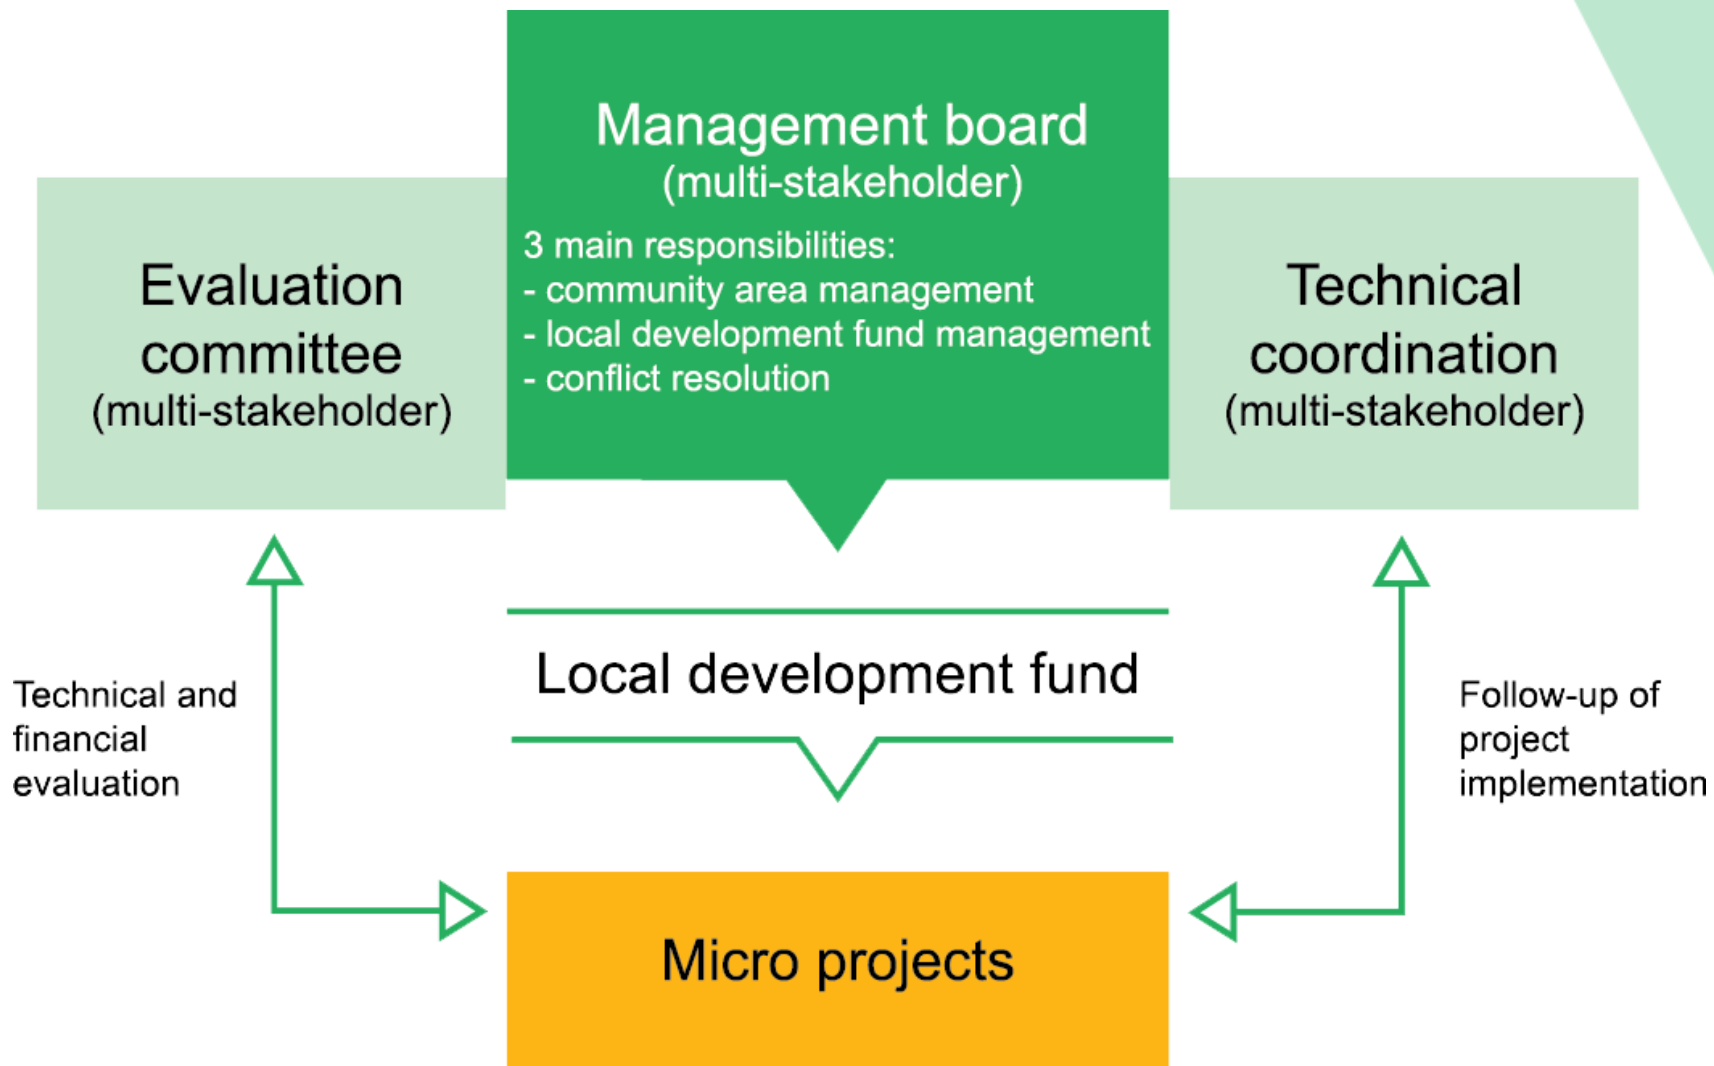 Management board
(multi-stakeholder)
3 main responsibilities:
- community area management
- local development fund management
- conflict resolution
Evaluation
committee
(multi-stakeholder)
Technical
coordination
(multi-stakeholder)
Technical and
financial
evaluation
Local development fund
Follow-up of
project
implementation
Micro projects